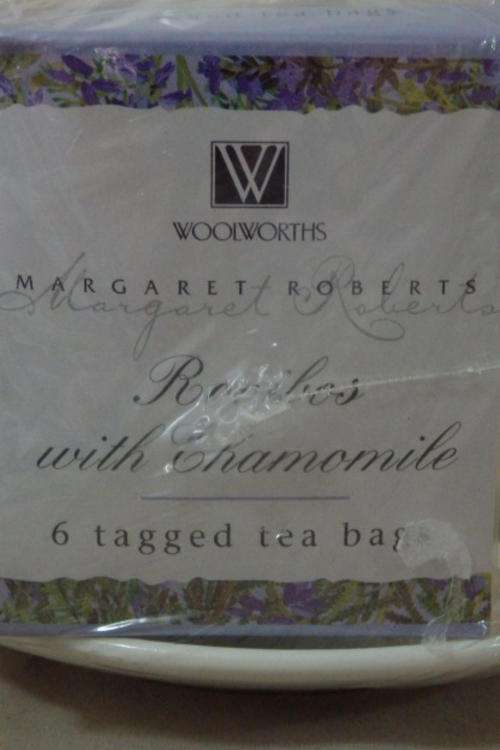 WOOLWORTHS
MARGARET ROBERTS
Margaret Roberts
Rooibos
with Chamomile
6 tagged tea bags